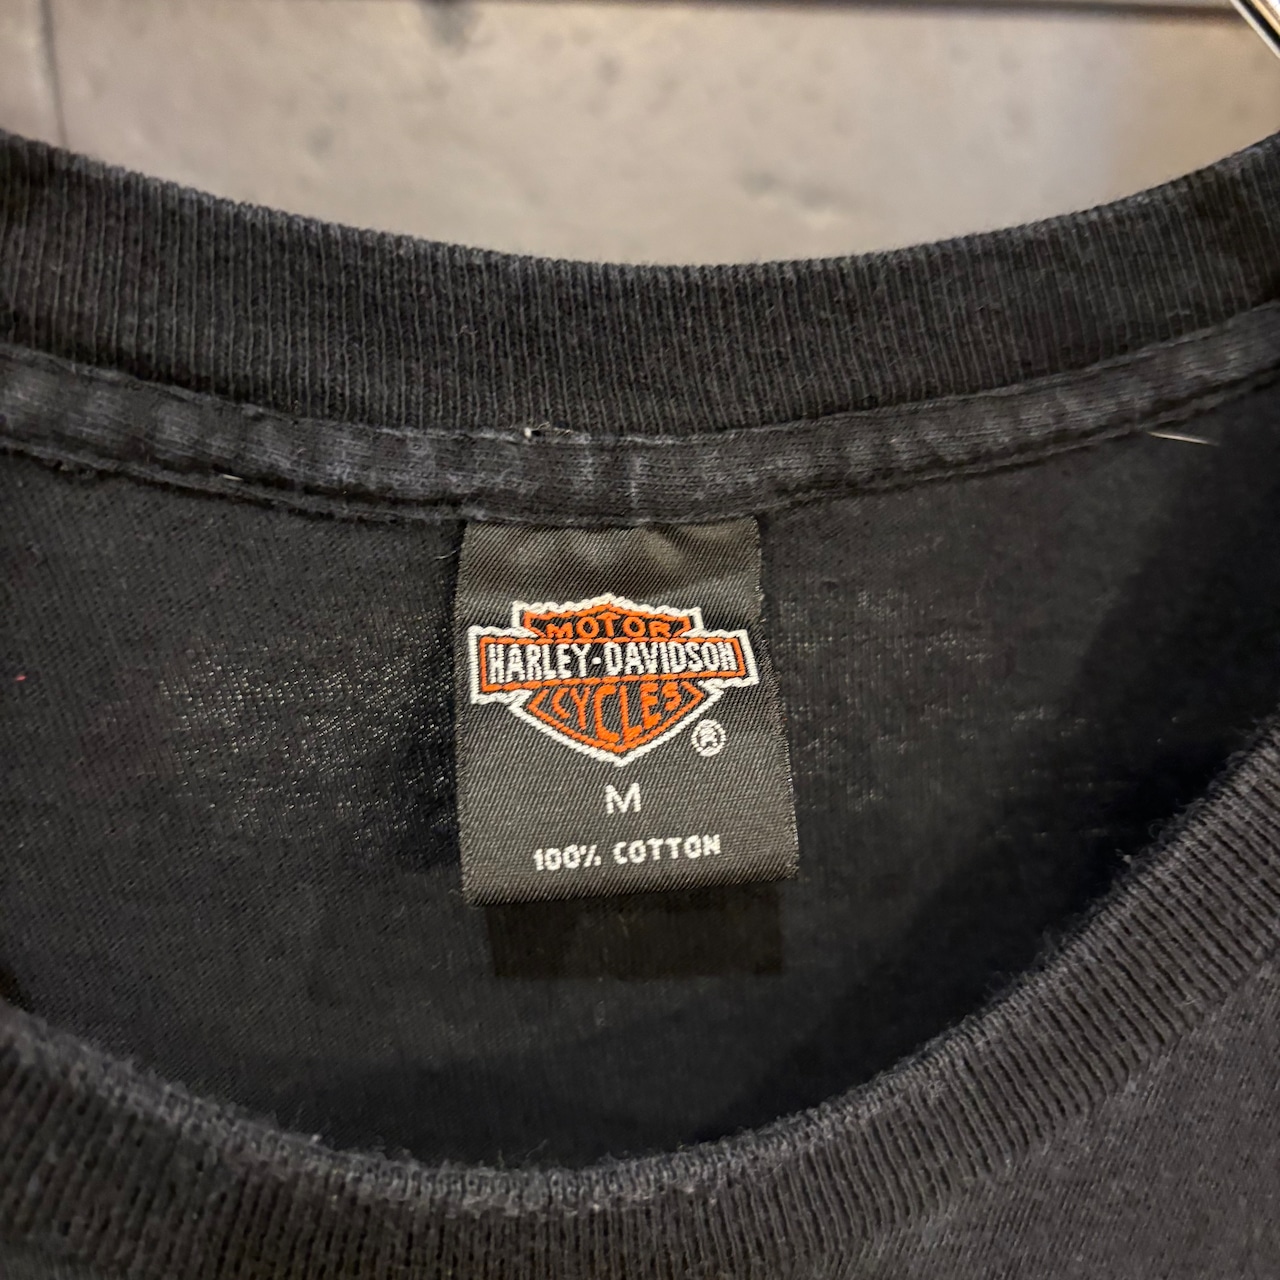 MOTOR
HARLEY-DAVIDSON
CYCLES
®
M
100% COTTON